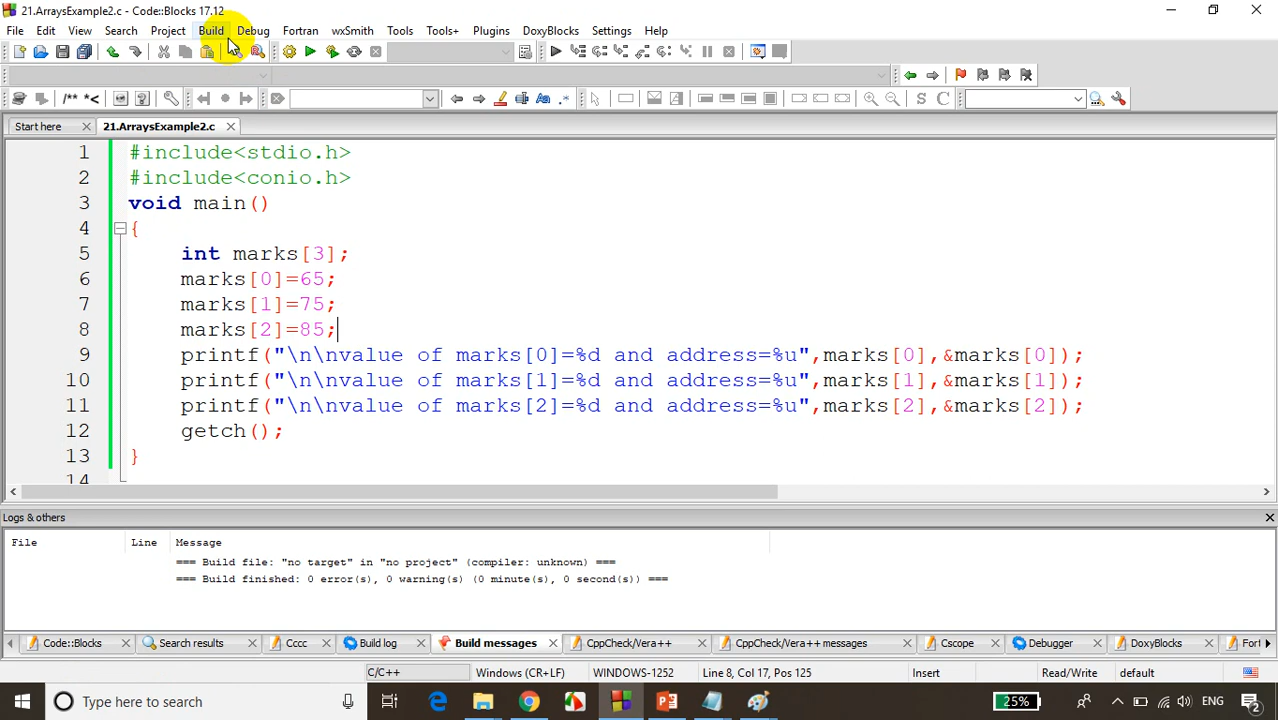 21.ArraysExample2.c - Code::Blocks 17.12
File Edit View Search Project Build Debug Fortran wxSmith Tools Tools+ Plugins DoxyBlocks Settings Help
/** *<
S C
Start here 21.ArraysExample2.c
1 #include<stdio.h>
2 #include<conio.h>
3 void main()
4 {
5 int marks[3];
6 marks[0]=65;
7 marks[1]=75;
8 marks[2]=85;
9 printf("\n\nvalue of marks[0]=%d and address=%u",marks[0],&marks[0]);
10 printf("\n\nvalue of marks[1]=%d and address=%u",marks[1],&marks[1]);
11 printf("\n\nvalue of marks[2]=%d and address=%u",marks[2],&marks[2]);
12 getch();
13 }
14
Logs & others
File Line Message
=== Build file: "no target" in "no project" (compiler: unknown) ===
=== Build finished: 0 error(s), 0 warning(s) (0 minute(s), 0 second(s)) ===
Code::Blocks Search results Cccc Build log Build messages CppCheck/Vera++ CppCheck/Vera++ messages Cscope Debugger DoxyBlocks Fort
C/C++ Windows (CR+LF) WINDOWS-1252 Line 8, Col 17, Pos 125 Insert Read/Write default
Type here to search 25% ENG 2